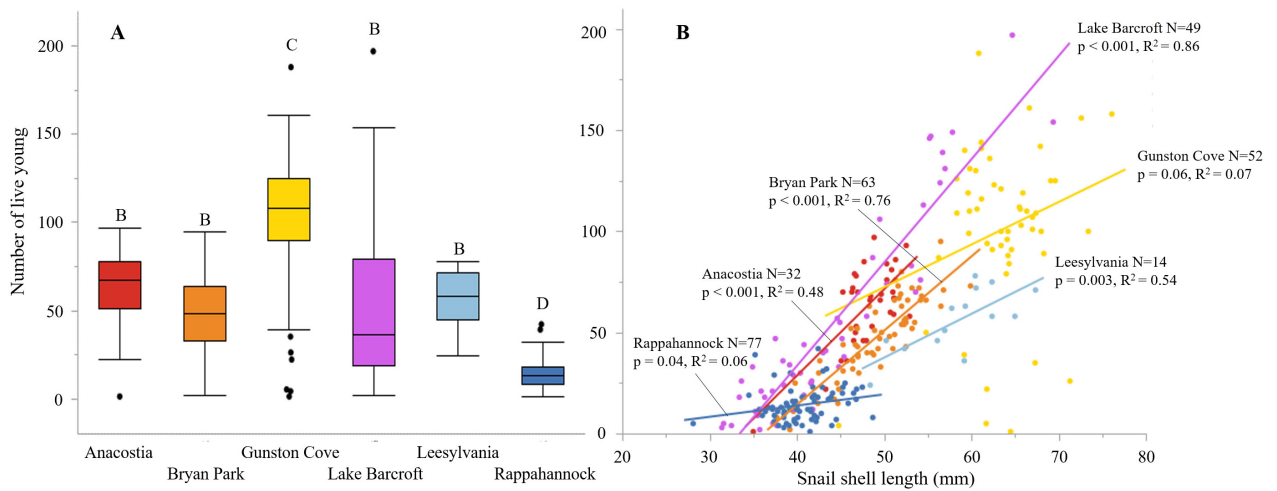 A
Number of live young
200
150
100
50
0
B
B
C
B
B
D
Anacostia
Bryan Park
Gunston Cove
Lake Barcroft
Leesylvania
Rappahannock
B
200
150
100
50
0
20
30
40
50
60
70
80
Snail shell length (mm)
Lake Barcroft N=49
p < 0.001, R² = 0.86
Gunston Cove N=52
p = 0.06, R² = 0.07
Bryan Park N=63
p < 0.001, R² = 0.76
Leesylvania N=14
p = 0.003, R² = 0.54
Anacostia N=32
p < 0.001, R² = 0.48
Rappahannock N=77
p = 0.04, R² = 0.06